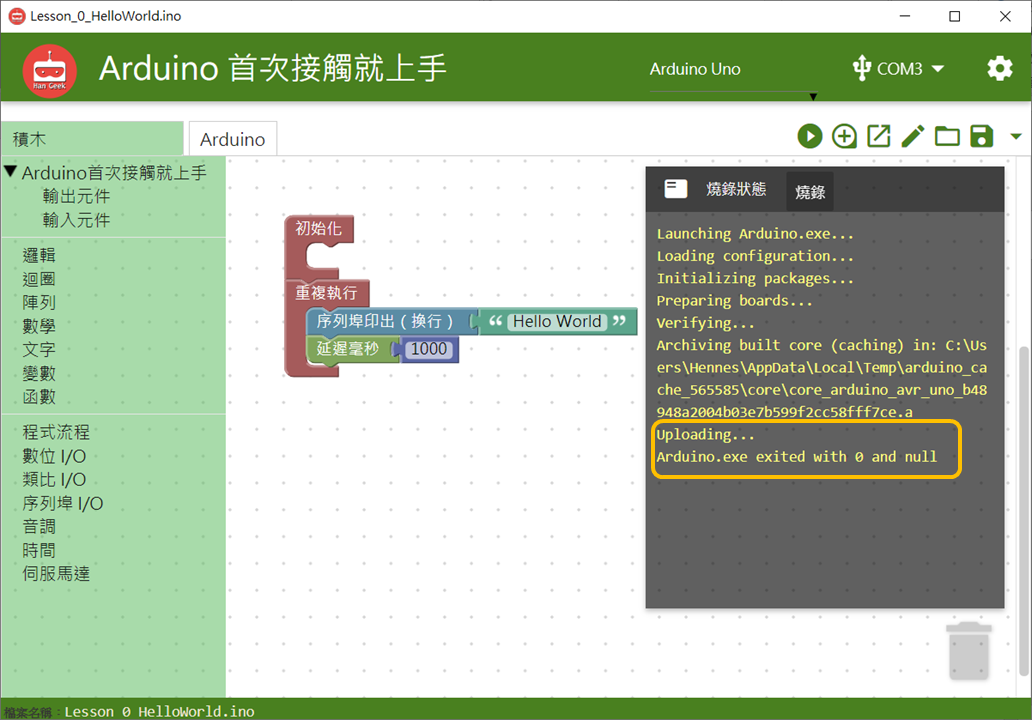 Lesson_0_HelloWorld.ino
Han Geek
Arduino 首次接觸就上手
Arduino Uno
COM3
積木
Arduino
Arduino首次接觸就上手
輸出元件
輸入元件
邏輯
迴圈
陣列
數學
文字
變數
函數
程式流程
數位 I/O
類比 I/O
序列埠 I/O
音調
時間
伺服馬達
初始化
重複執行
序列埠印出（換行） “ Hello World ”
延遲毫秒 1000
燒錄狀態 燒錄
Launching Arduino.exe...
Loading configuration...
Initializing packages...
Preparing boards...
Verifying...
Archiving built core (caching) in: C:\Us
ers\Hennes\AppData\Local\Temp\arduino_ca
che_565585\core\core_arduino_avr_uno_b48
948a2004b03e7b599f2cc58fff7ce.a
Uploading...
Arduino.exe exited with 0 and null
檔案名稱：Lesson_0_HelloWorld.ino